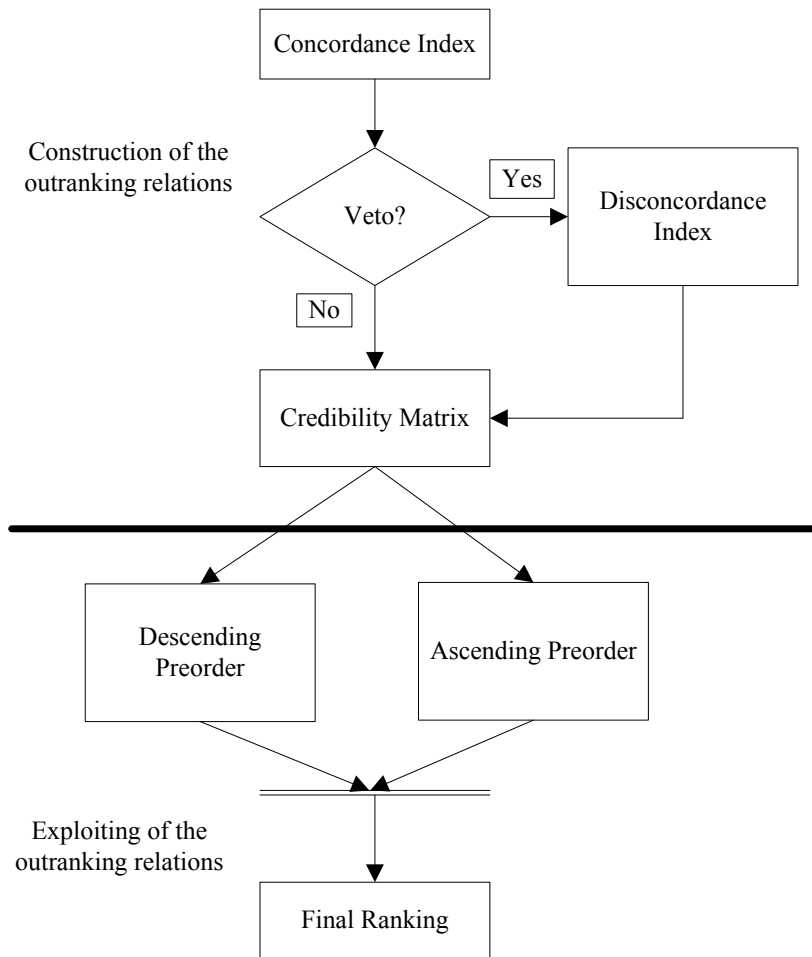 Concordance Index
Construction of the
outranking relations
Veto?
Yes
Disconcordance
Index
No
Credibility Matrix
Descending
Preorder
Ascending Preorder
Exploiting of the
outranking relations
Final Ranking